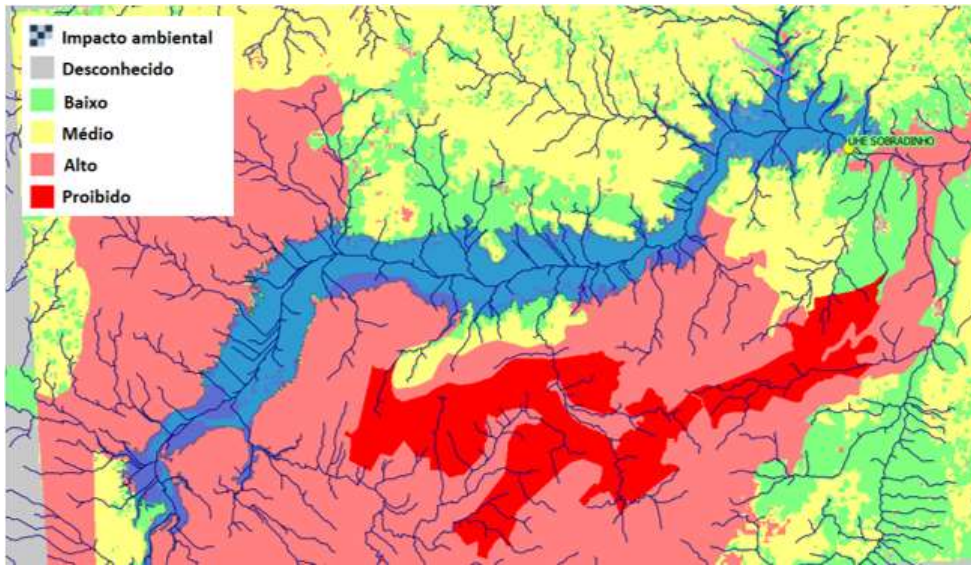 Impacto ambiental
Desconhecido
Baixo
Médio
Alto
Proibido
UHE SOBRADINHO